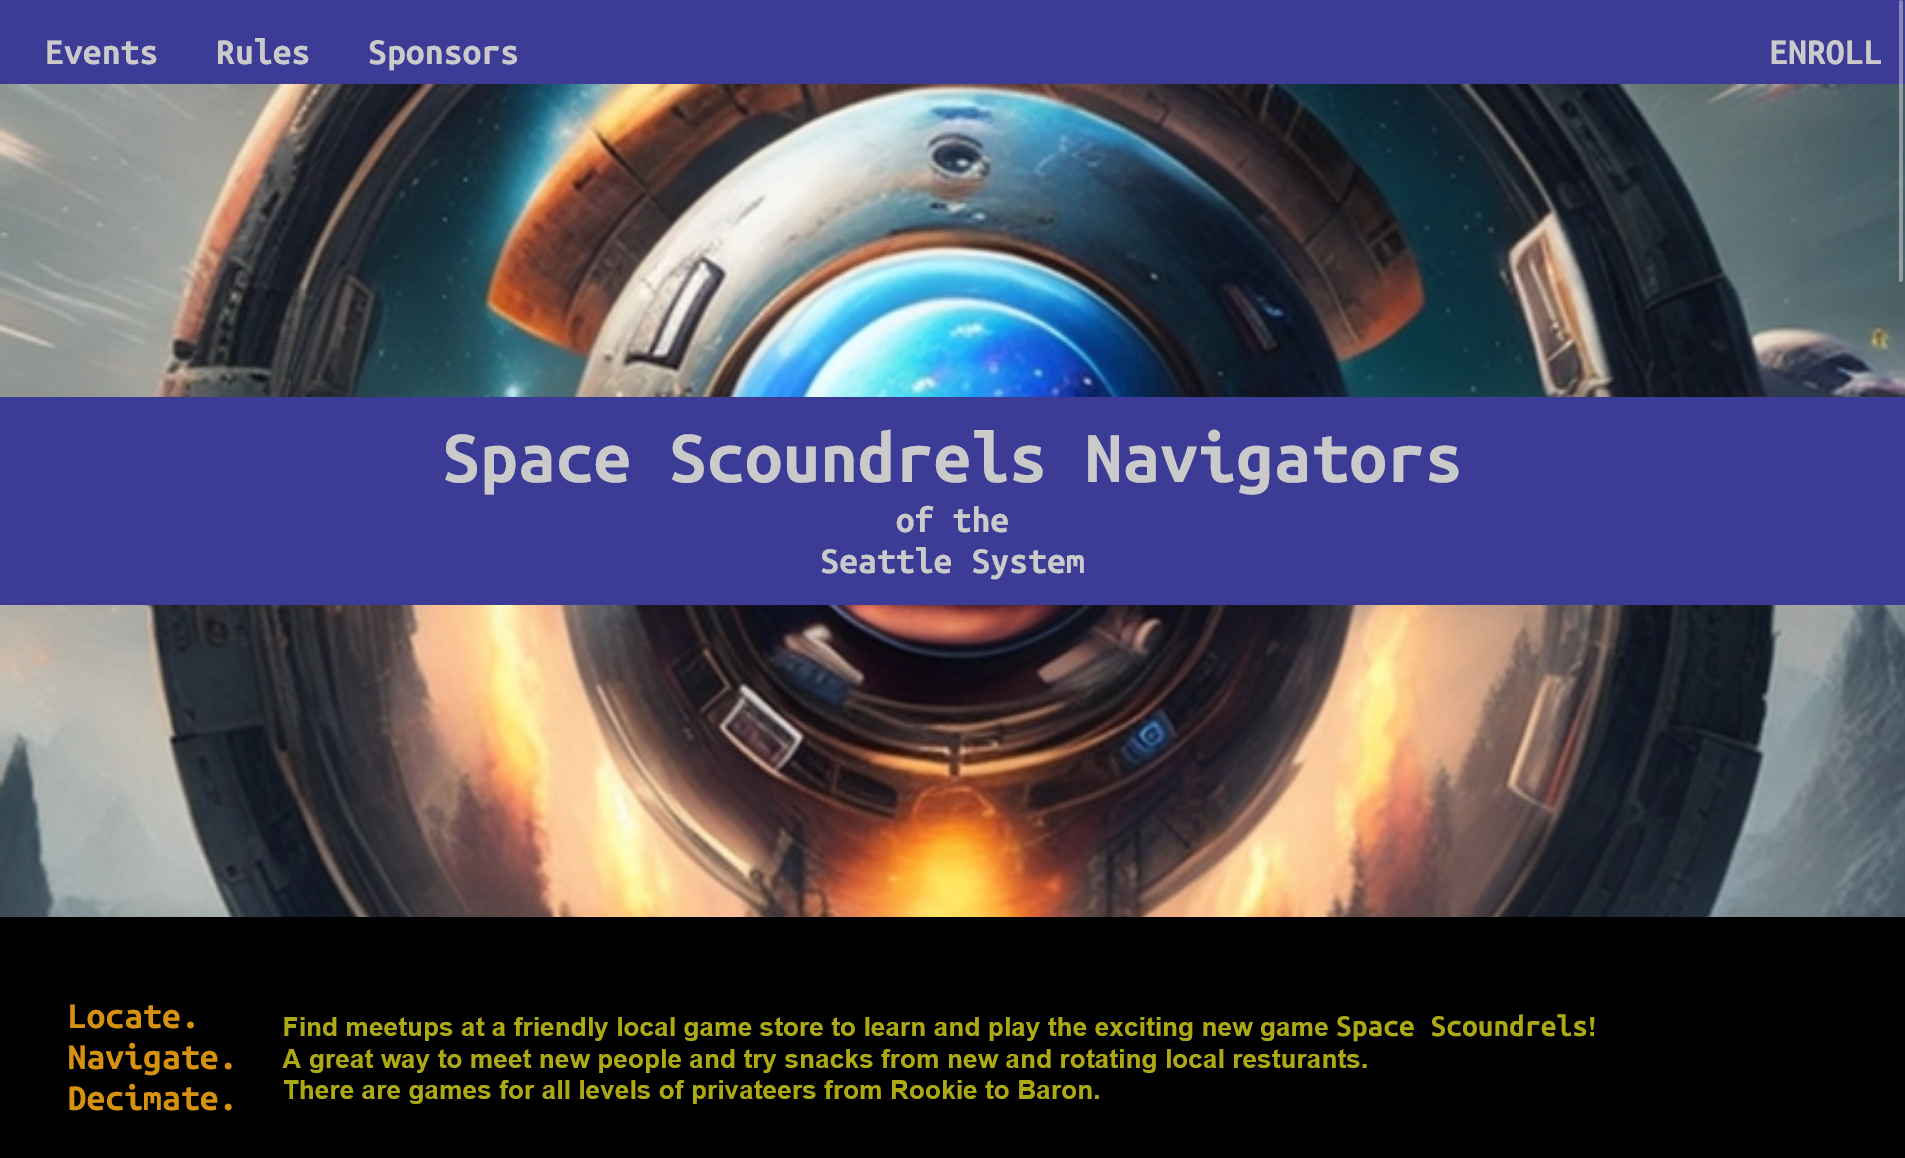 Events Rules Sponsors ENROLL
Space Scoundrels Navigators
of the
Seattle System
Locate.
Navigate.
Decimate.
Find meetups at a friendly local game store to learn and play the exciting new game Space Scoundrels!
A great way to meet new people and try snacks from new and rotating local resturants.
There are games for all levels of privateers from Rookie to Baron.